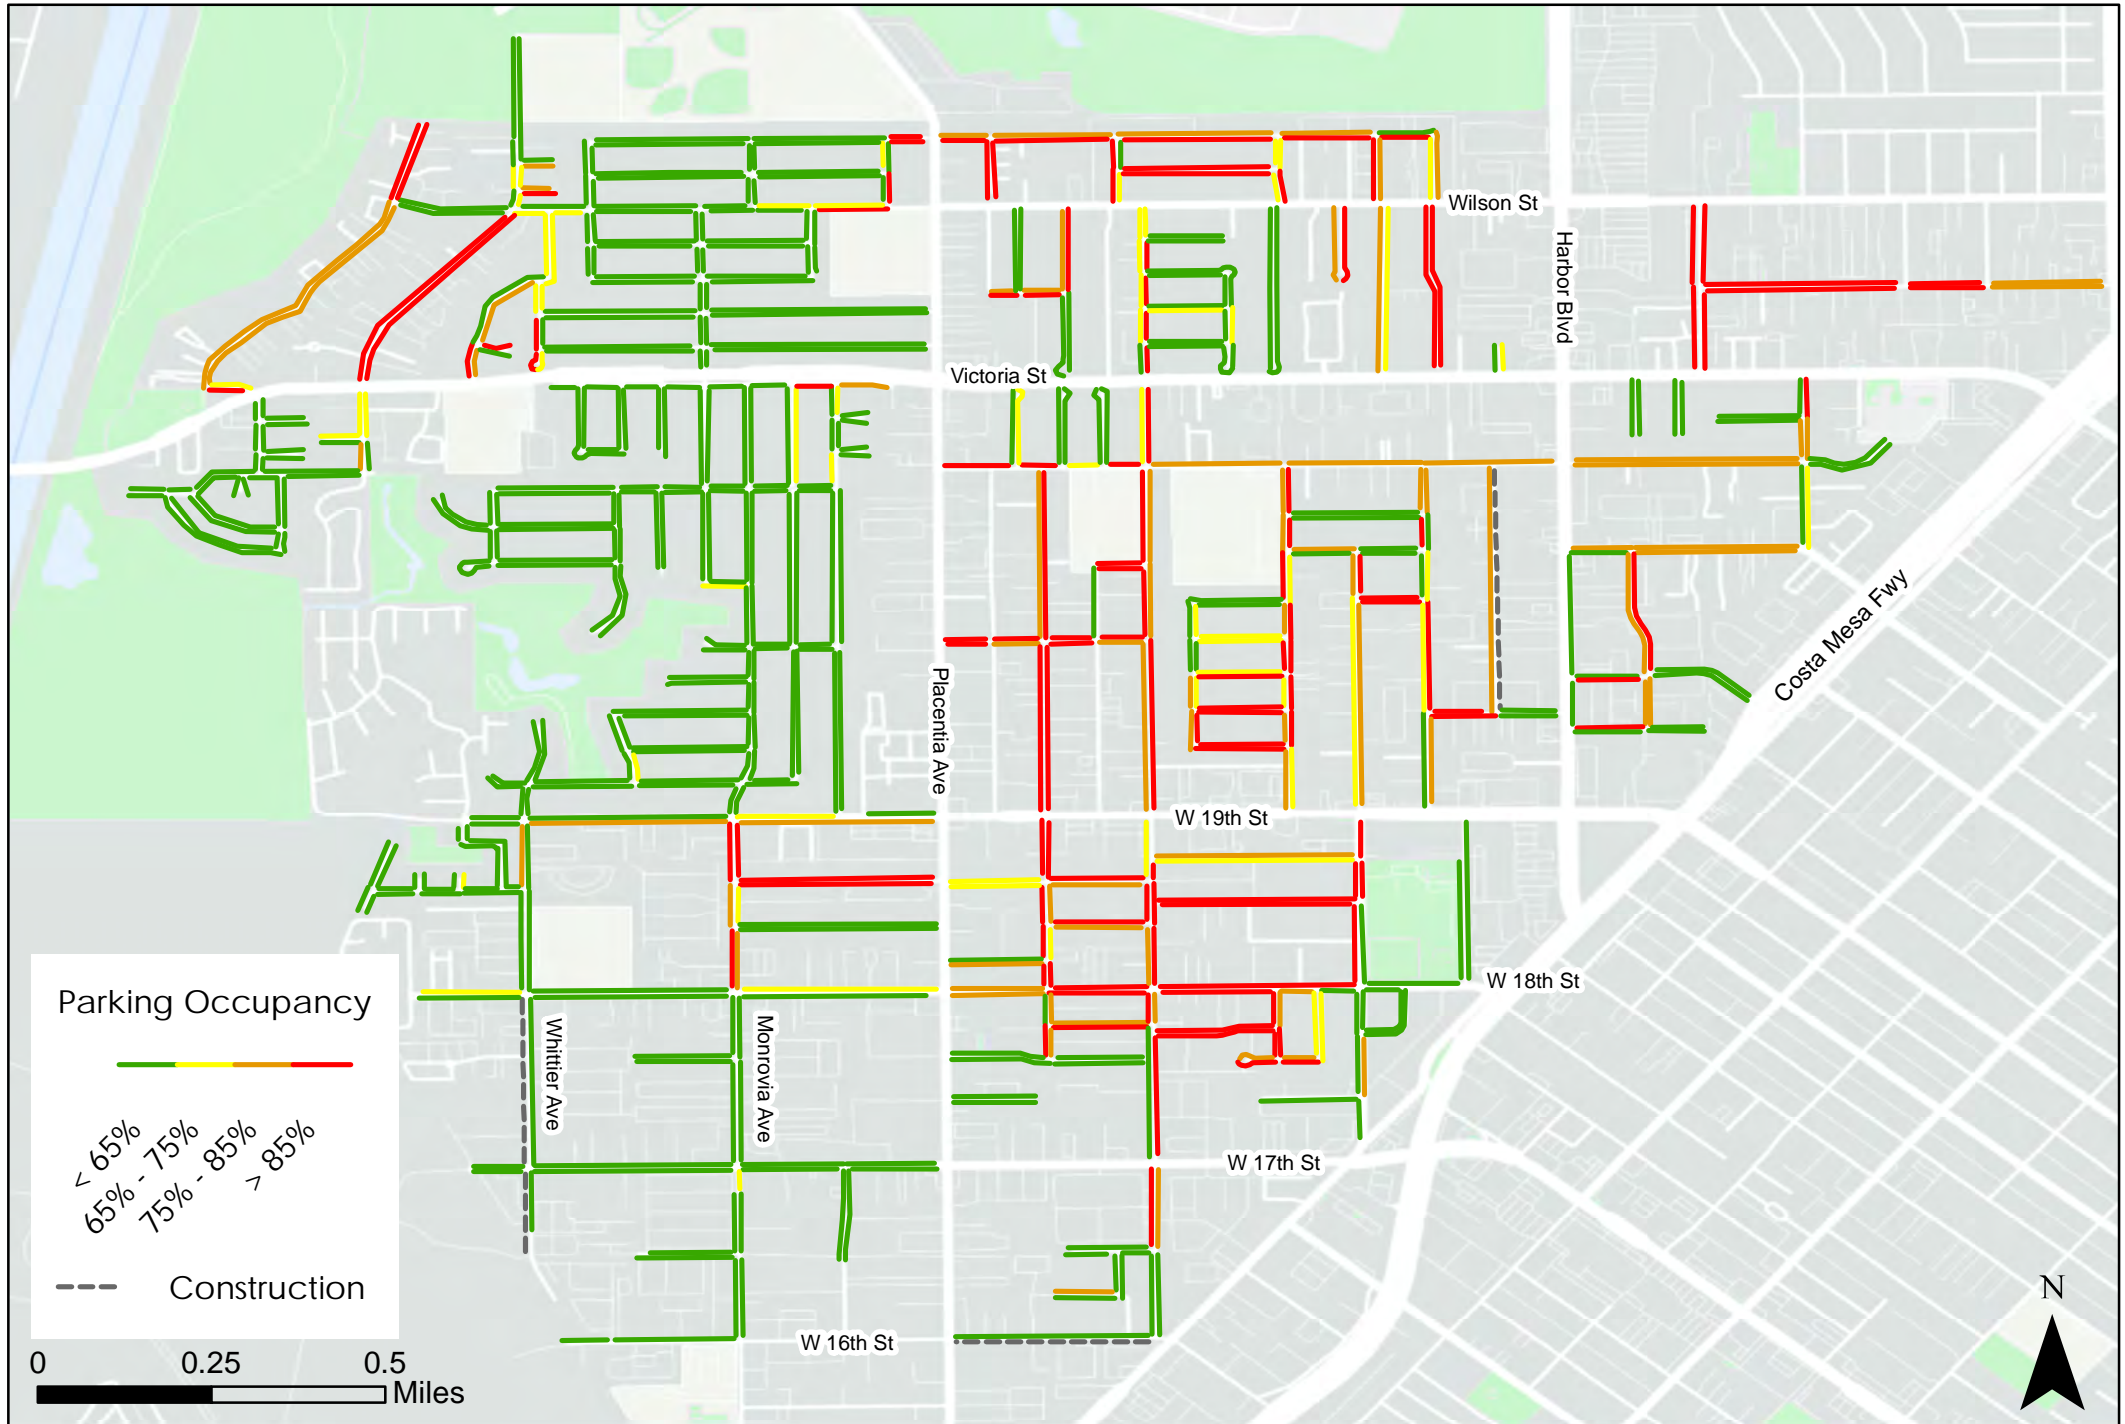 Wilson St
Harbor Blvd
Victoria St
Costa Mesa Fwy
Placentia Ave
W 19th St
W 18th St
Parking Occupancy
< 65%
65% - 75%
75% - 85%
> 85%
Construction
Whittier Ave
Monrovia Ave
W 17th St
W 16th St
N
0 0.25 0.5
Miles